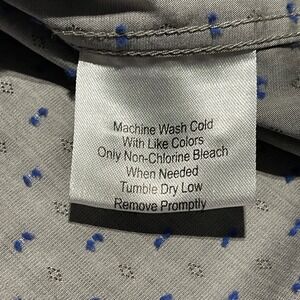 Machine Wash Cold
With Like Colors
Only Non-Chlorine Bleach
When Needed
Tumble Dry Low
Remove Promptly